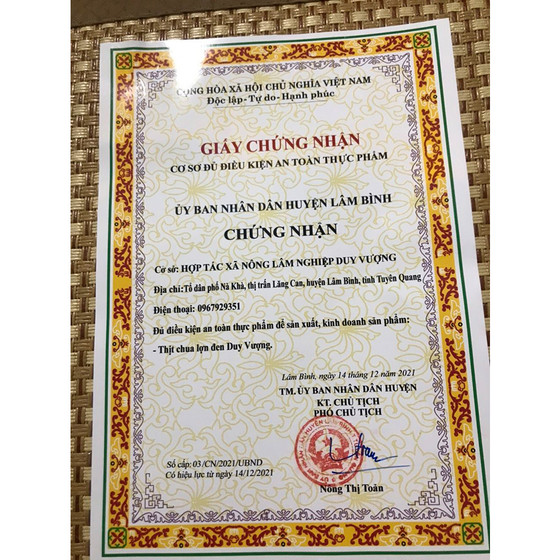 CỘNG HÒA XÃ HỘI CHỦ NGHĨA VIỆT NAM
Độc lập-Tự do-Hạnh phúc
GIẤY CHỨNG NHẬN
CƠ SỞ ĐỦ ĐIỀU KIỆN AN TOÀN THỰC PHẨM
ỦY BAN NHÂN DÂN HUYỆN LÂM BÌNH
CHỨNG NHẬN
Cơ sở: HỢP TÁC XÃ NÔNG LÂM NGHIỆP DUY VƯỢNG
Địa chỉ:Tổ dân phố Nà Khà, thị trấn Lăng Can, huyện Lâm Bình, tỉnh Tuyên Quang
Điện thoại: 0967929351
Đủ điều kiện an toàn thực phẩm để sản xuất, kinh doanh sản phẩm:
- Thịt chua lợn đen Duy Vượng.
Lâm Bình, ngày 14 tháng 12 năm 2021
TM.ỦY BAN NHÂN DÂN HUYỆN
KT. CHỦ TỊCH
PHÓ CHỦ TỊCH
Số cấp: 03/CN/2021/UBND
Có hiệu lực từ ngày 14/12/2021
Nông Thị Toản